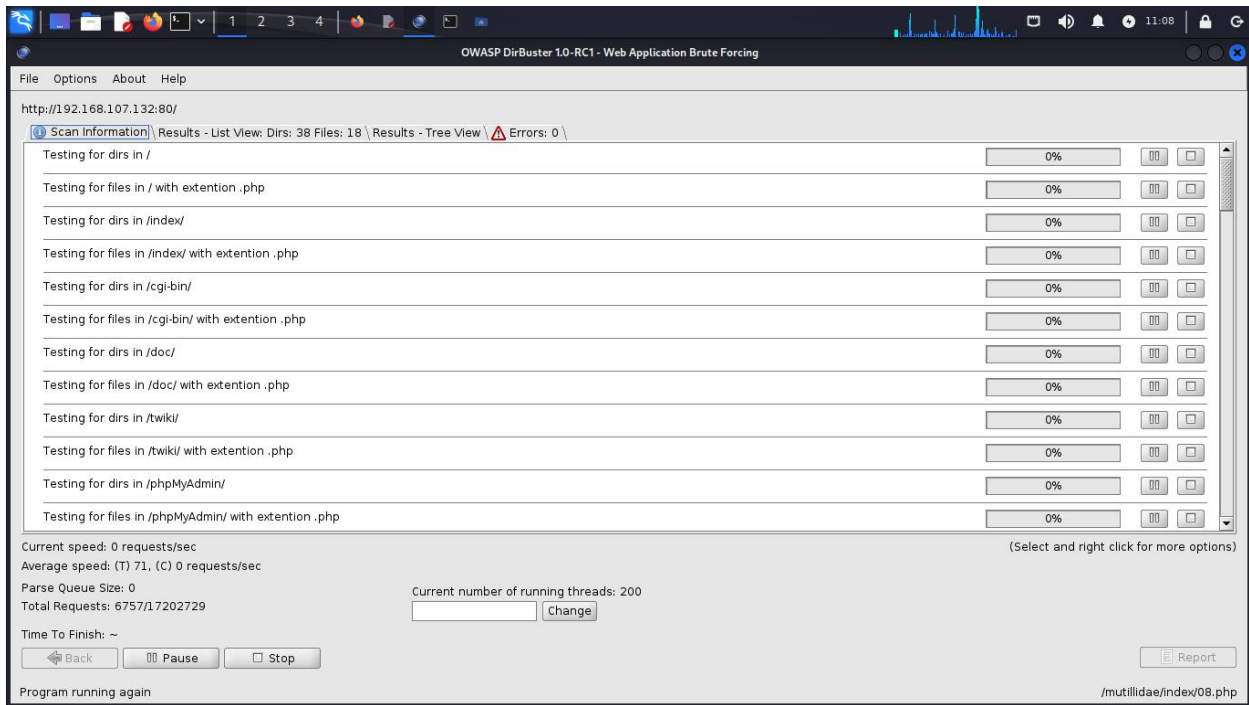 1 2 3 4 11:08
OWASP DirBuster 1.0-RC1 - Web Application Brute Forcing
File Options About Help
http://192.168.107.132:80/
Scan Information Results - List View: Dirs: 38 Files: 18 Results - Tree View Errors: 0
Testing for dirs in / 0%
Testing for files in / with extention .php 0%
Testing for dirs in /index/ 0%
Testing for files in /index/ with extention .php 0%
Testing for dirs in /cgi-bin/ 0%
Testing for files in /cgi-bin/ with extention .php 0%
Testing for dirs in /doc/ 0%
Testing for files in /doc/ with extention .php 0%
Testing for dirs in /twiki/ 0%
Testing for files in /twiki/ with extention .php 0%
Testing for dirs in /phpMyAdmin/ 0%
Testing for files in /phpMyAdmin/ with extention .php 0%
Current speed: 0 requests/sec (Select and right click for more options)
Average speed: (T) 71, (C) 0 requests/sec
Parse Queue Size: 0 Current number of running threads: 200
Total Requests: 6757/17202729 Change
Time To Finish: ~
Back Pause Stop Report
Program running again /mutillidae/index/08.php